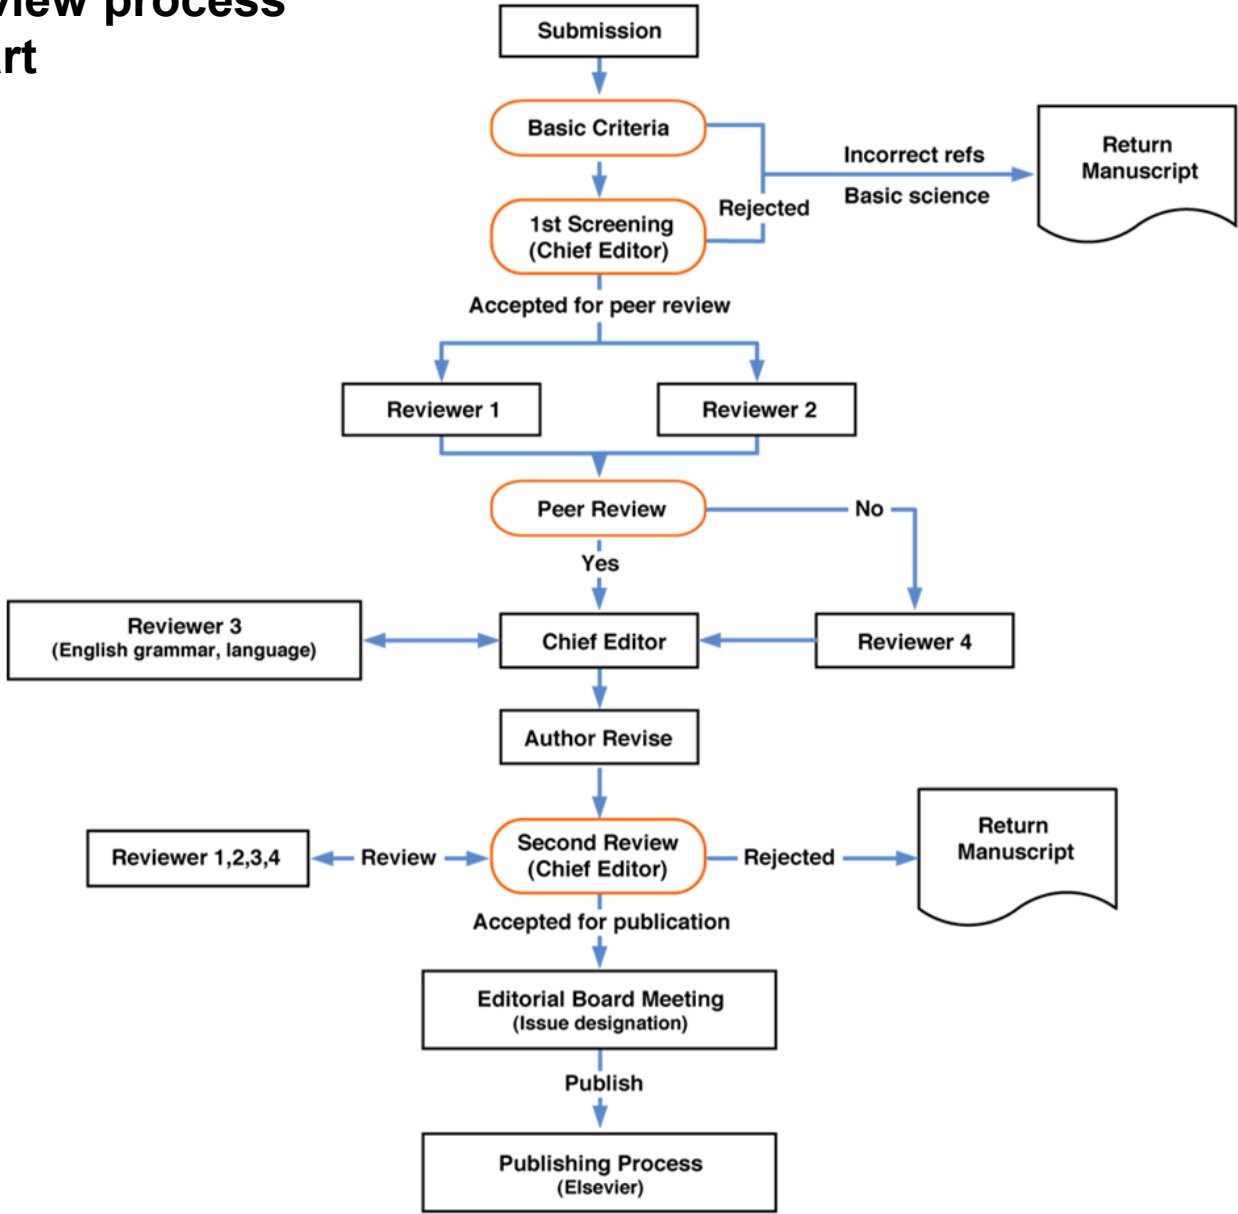 view process
art
Submission
Basic Criteria
Incorrect refs
Basic science
Return
Manuscript
Rejected
1st Screening
(Chief Editor)
Accepted for peer review
Reviewer 1
Reviewer 2
Peer Review
No
Yes
Reviewer 3
(English grammar, language)
Chief Editor
Reviewer 4
Author Revise
Reviewer 1,2,3,4
Review
Second Review
(Chief Editor)
Rejected
Return
Manuscript
Accepted for publication
Editorial Board Meeting
(Issue designation)
Publish
Publishing Process
(Elsevier)